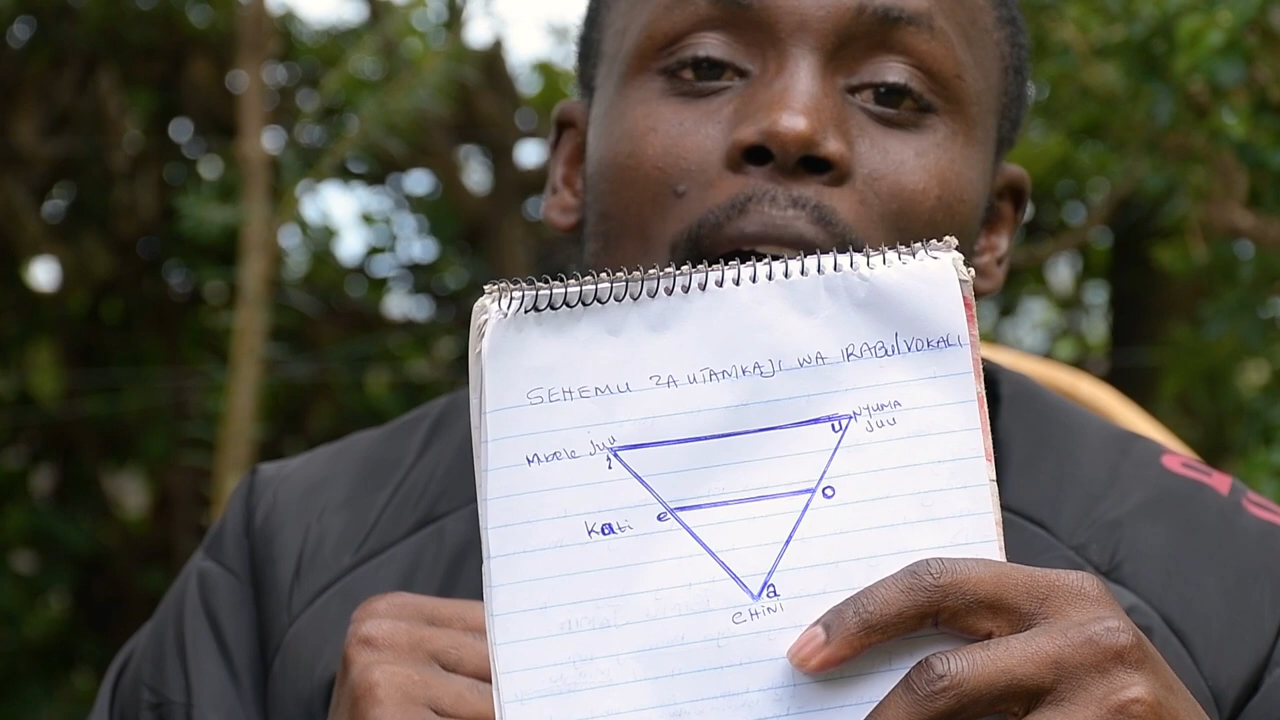 SEHEMU ZA UTAMKAJI WA IRABU/VOKALI
Mbele juu
i
u
NYUMA
juu
Kati
e
o
a
CHINI